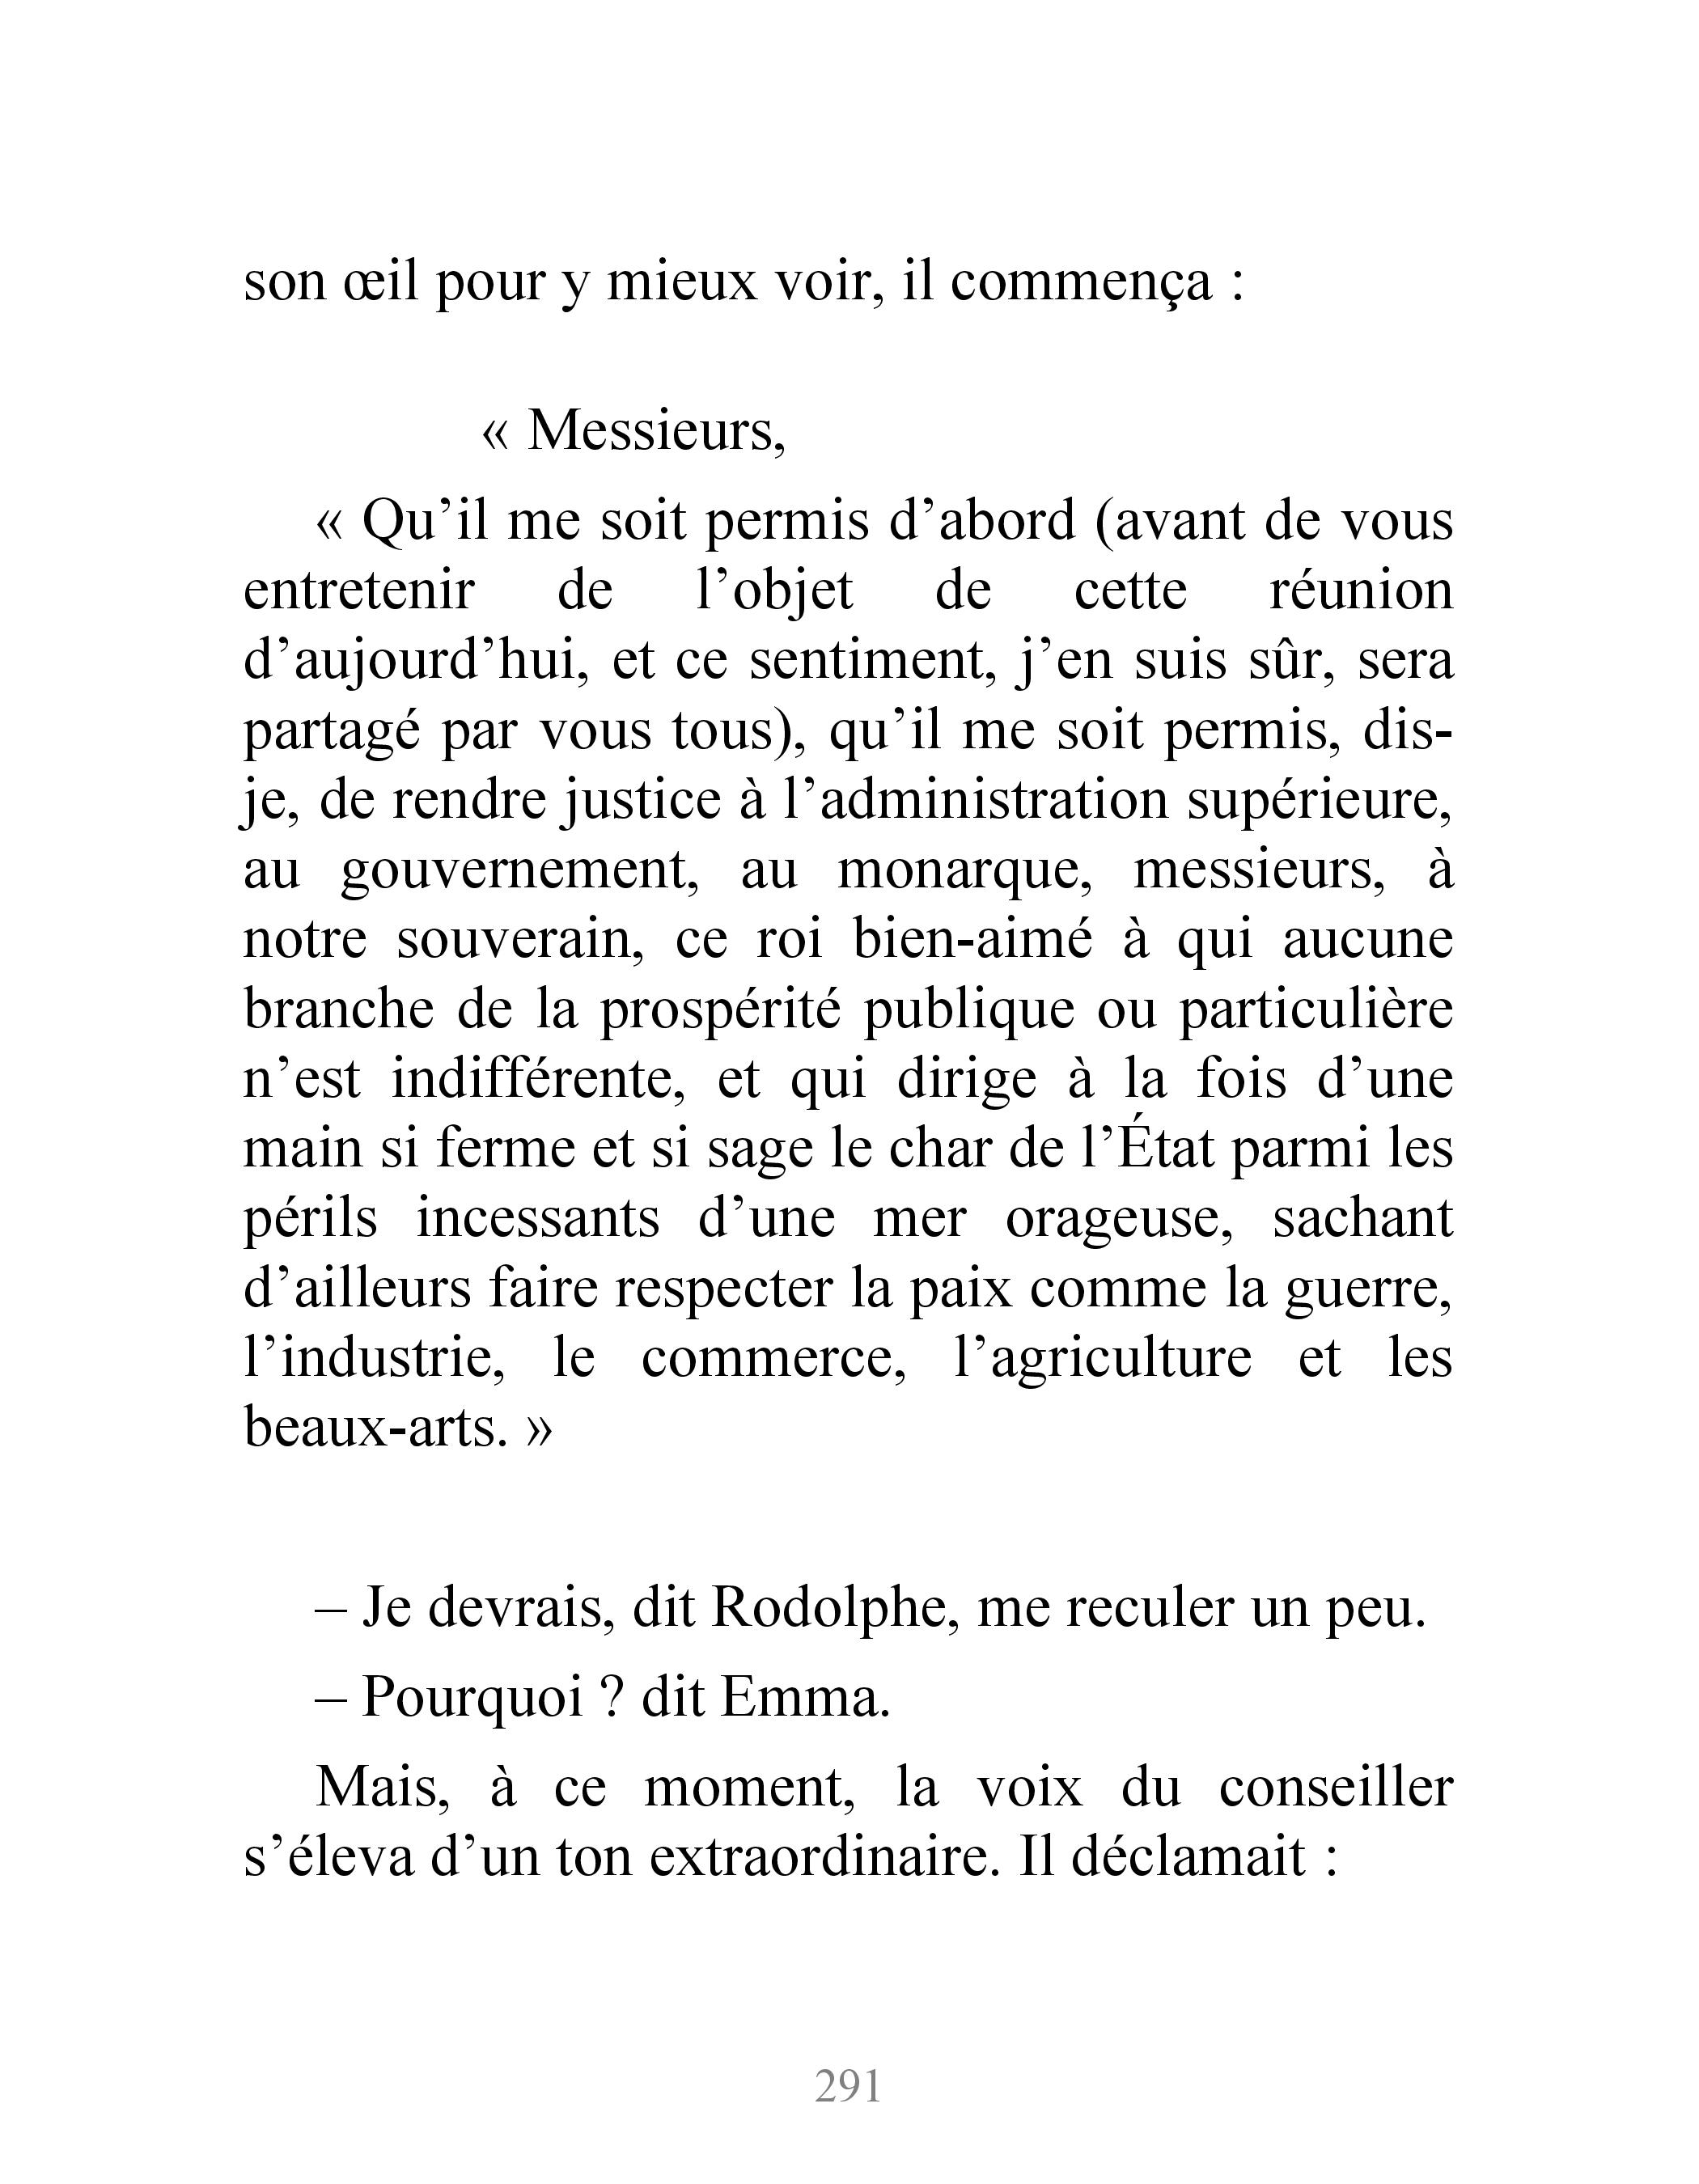 son œil pour y mieux voir, il commença :
« Messieurs,
« Qu’il me soit permis d’abord (avant de vous
entretenir de l’objet de cette réunion
d’aujourd’hui, et ce sentiment, j’en suis sûr, sera
partagé par vous tous), qu’il me soit permis, dis-
je, de rendre justice à l’administration supérieure,
au gouvernement, au monarque, messieurs, à
notre souverain, ce roi bien-aimé à qui aucune
branche de la prospérité publique ou particulière
n’est indifférente, et qui dirige à la fois d’une
main si ferme et si sage le char de l’État parmi les
périls incessants d’une mer orageuse, sachant
d’ailleurs faire respecter la paix comme la guerre,
l’industrie, le commerce, l’agriculture et les
beaux-arts. »
– Je devrais, dit Rodolphe, me reculer un peu.
– Pourquoi ? dit Emma.
Mais, à ce moment, la voix du conseiller
s’éleva d’un ton extraordinaire. Il déclamait :
291